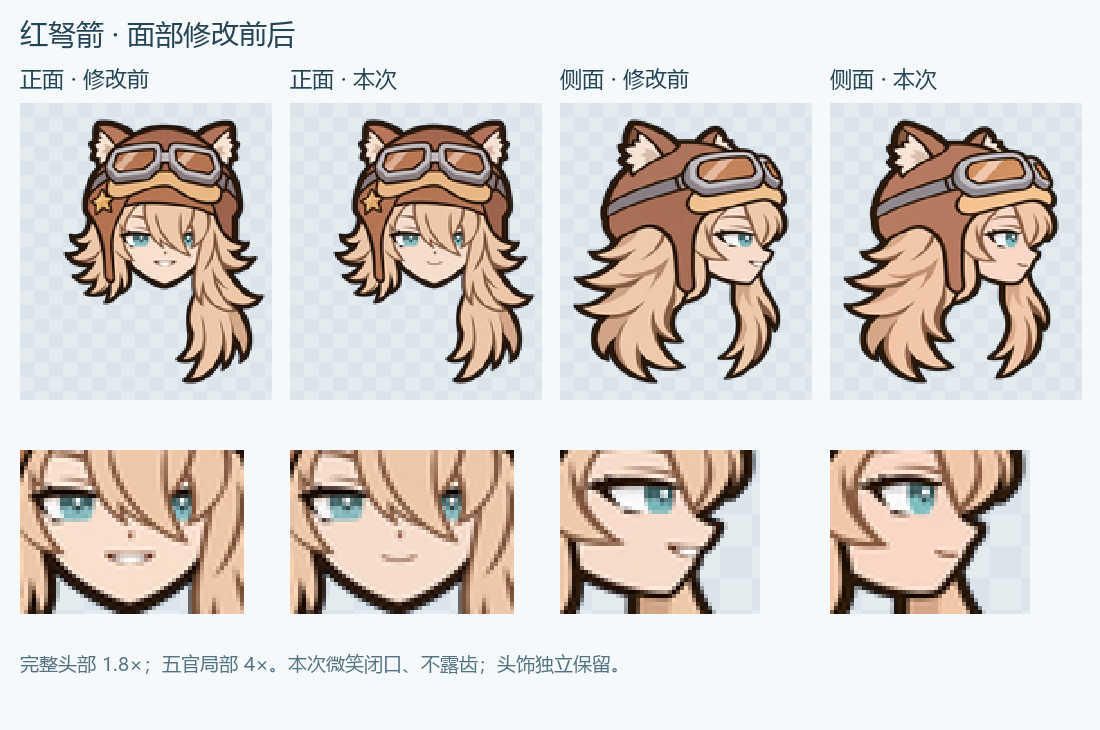 红弩箭 · 面部修改前后
正面 · 修改前
正面 · 本次
侧面 · 修改前
侧面 · 本次
完整头部 1.8×；五官局部 4×。本次微笑闭口、不露齿；头饰独立保留。